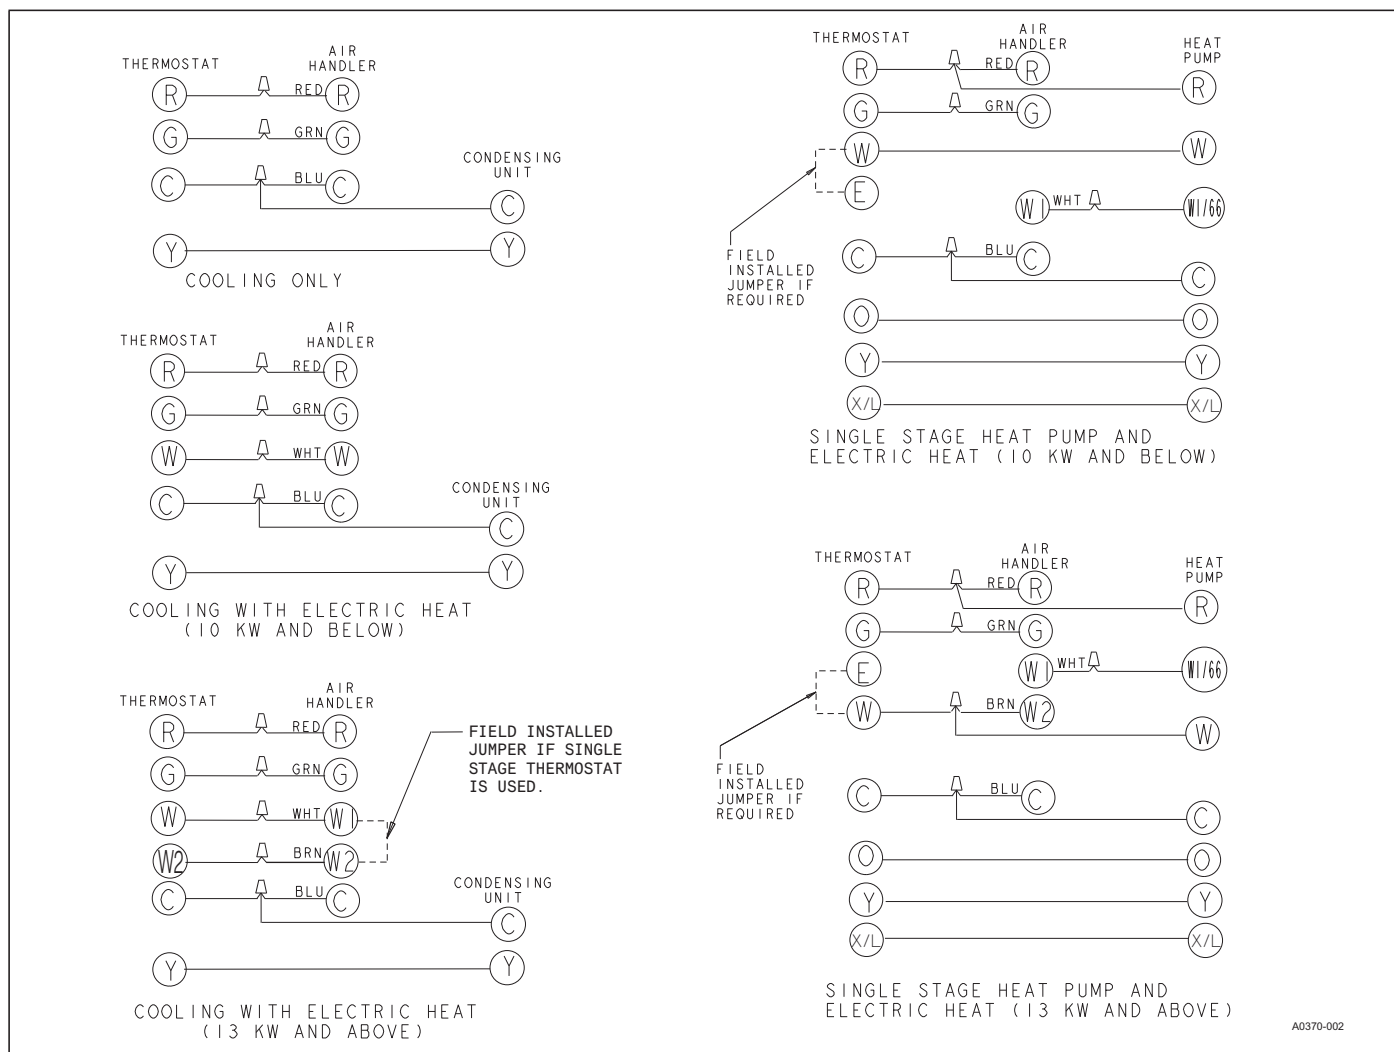 THERMOSTAT
AIR
HANDLER
R
RED
R
G
GRN
G
CONDENSING
UNIT
C
BLU
C
C
Y
Y
COOLING ONLY
THERMOSTAT
AIR
HANDLER
R
RED
R
G
GRN
G
W
WHT
W
CONDENSING
UNIT
C
BLU
C
C
Y
Y
COOLING WITH ELECTRIC HEAT
(10 KW AND BELOW)
THERMOSTAT
AIR
HANDLER
R
RED
R
FIELD INSTALLED
JUMPER IF SINGLE
STAGE THERMOSTAT
IS USED.
G
GRN
G
W
WHT
W1
W2
BRN
W2
CONDENSING
UNIT
C
BLU
C
C
Y
Y
COOLING WITH ELECTRIC HEAT
(13 KW AND ABOVE)
THERMOSTAT
AIR
HANDLER
HEAT
PUMP
R
RED
R
R
G
GRN
G
W
W
E
W1
WHT
W1/66
FIELD
INSTALLED
JUMPER IF
REQUIRED
C
BLU
C
C
O
O
Y
Y
X/L
X/L
SINGLE STAGE HEAT PUMP AND
ELECTRIC HEAT (10 KW AND BELOW)
THERMOSTAT
AIR
HANDLER
HEAT
PUMP
R
RED
R
R
G
GRN
G
E
W1
WHT
W1/66
W
BRN
W2
W
FIELD
INSTALLED
JUMPER IF
REQUIRED
C
BLU
C
C
O
O
Y
Y
X/L
X/L
SINGLE STAGE HEAT PUMP AND
ELECTRIC HEAT (13 KW AND ABOVE)
A0370-002